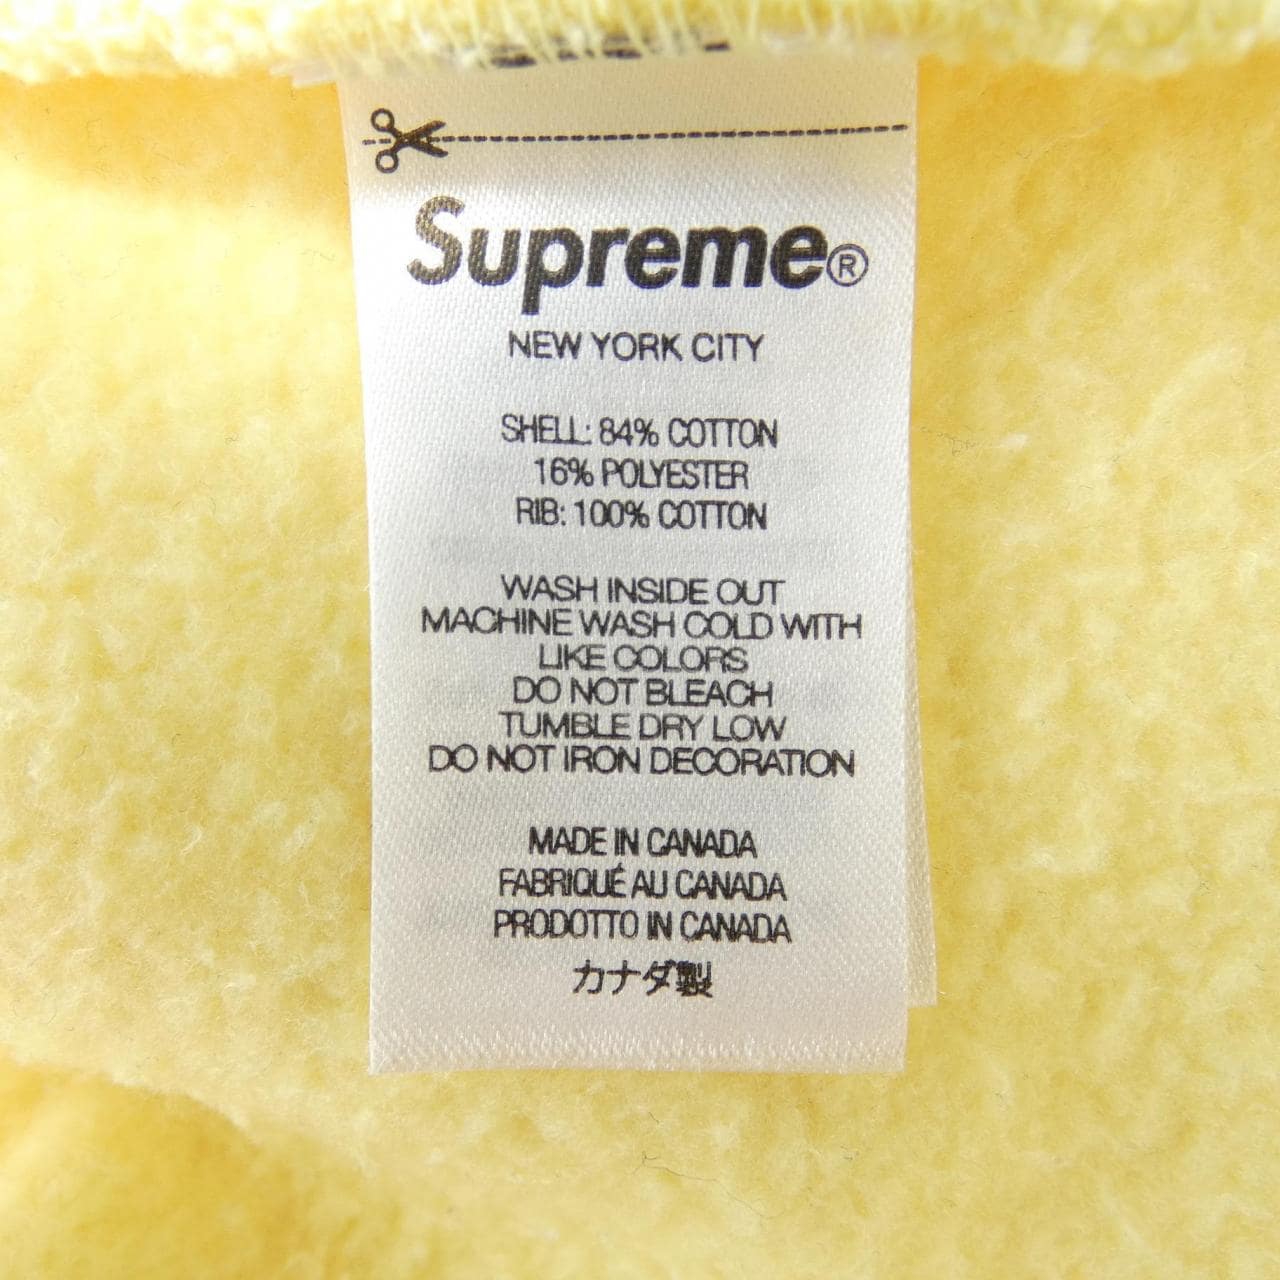 Supreme®
NEW YORK CITY
SHELL: 84% COTTON
16% POLYESTER
RIB: 100% COTTON
WASH INSIDE OUT
MACHINE WASH COLD WITH
LIKE COLORS
DO NOT BLEACH
TUMBLE DRY LOW
DO NOT IRON DECORATION
MADE IN CANADA
FABRIQUÉ AU CANADA
PRODOTTO IN CANADA
カナダ製